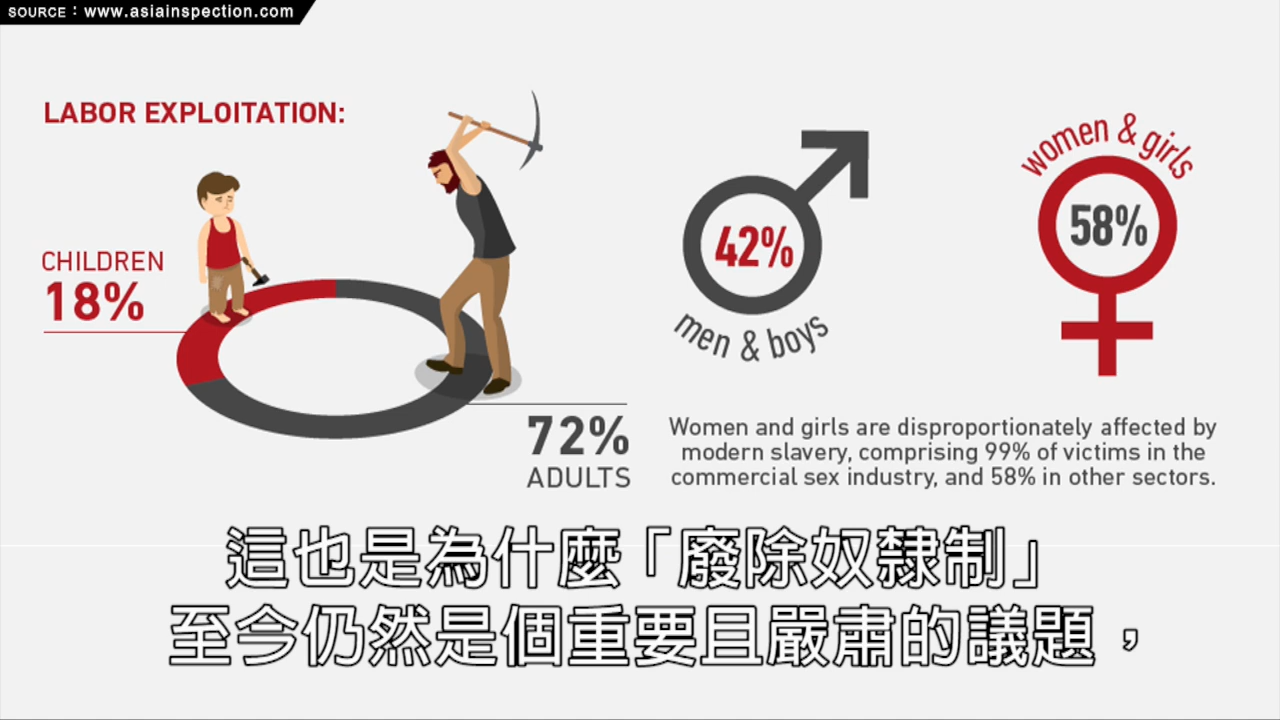 SOURCE：www.asiainspection.com
LABOR EXPLOITATION:
CHILDREN
18%
72%
ADULTS
42%
men & boys
women & girls
58%
Women and girls are disproportionately affected by
modern slavery, comprising 99% of victims in the
commercial sex industry, and 58% in other sectors.
這也是為什麼「廢除奴隸制」
至今仍然是個重要且嚴肅的議題，